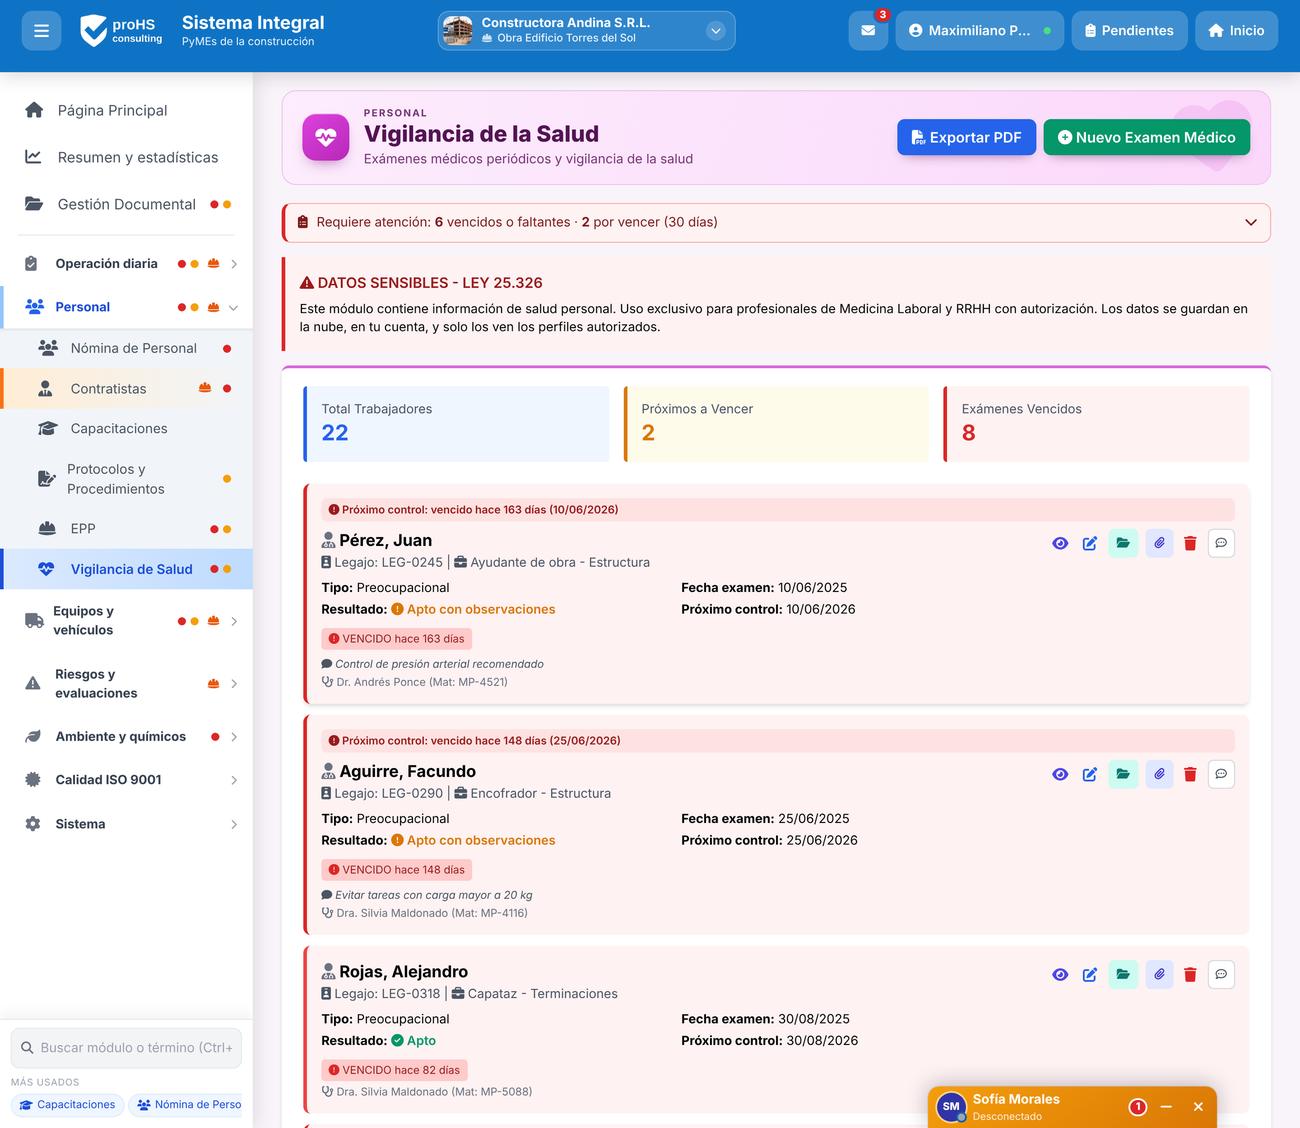 proHS
consulting
Sistema Integral
PyMEs de la construcción
Constructora Andina S.R.L.
Obra Edificio Torres del Sol
3
Maximiliano P...
Pendientes
Inicio
Página Principal
Resumen y estadísticas
Gestión Documental
Operación diaria
Personal
Nómina de Personal
Contratistas
Capacitaciones
Protocolos y
Procedimientos
EPP
Vigilancia de Salud
Equipos y
vehículos
Riesgos y
evaluaciones
Ambiente y químicos
Calidad ISO 9001
Sistema
Buscar módulo o término (Ctrl+
MÁS USADOS
Capacitaciones
Nómina de Perso
PERSONAL
Vigilancia de la Salud
Exámenes médicos periódicos y vigilancia de la salud
Exportar PDF
Nuevo Examen Médico
Requiere atención: 6 vencidos o faltantes · 2 por vencer (30 días)
DATOS SENSIBLES - LEY 25.326
Este módulo contiene información de salud personal. Uso exclusivo para profesionales de Medicina Laboral y RRHH con autorización. Los datos se guardan en
la nube, en tu cuenta, y solo los ven los perfiles autorizados.
Total Trabajadores
22
Próximos a Vencer
2
Exámenes Vencidos
8
Próximo control: vencido hace 163 días (10/06/2026)
Pérez, Juan
Legajo: LEG-0245 | Ayudante de obra - Estructura
Tipo: Preocupacional
Fecha examen: 10/06/2025
Resultado: Apto con observaciones
Próximo control: 10/06/2026
VENCIDO hace 163 días
Control de presión arterial recomendado
Dr. Andrés Ponce (Mat: MP-4521)
Próximo control: vencido hace 148 días (25/06/2026)
Aguirre, Facundo
Legajo: LEG-0290 | Encofrador - Estructura
Tipo: Preocupacional
Fecha examen: 25/06/2025
Resultado: Apto con observaciones
Próximo control: 25/06/2026
VENCIDO hace 148 días
Evitar tareas con carga mayor a 20 kg
Dra. Silvia Maldonado (Mat: MP-4116)
Rojas, Alejandro
Legajo: LEG-0318 | Capataz - Terminaciones
Tipo: Preocupacional
Fecha examen: 30/08/2025
Resultado: Apto
Próximo control: 30/08/2026
VENCIDO hace 82 días
Dra. Silvia Maldonado (Mat: MP-5088)
SM
Sofía Morales
Desconectado
1